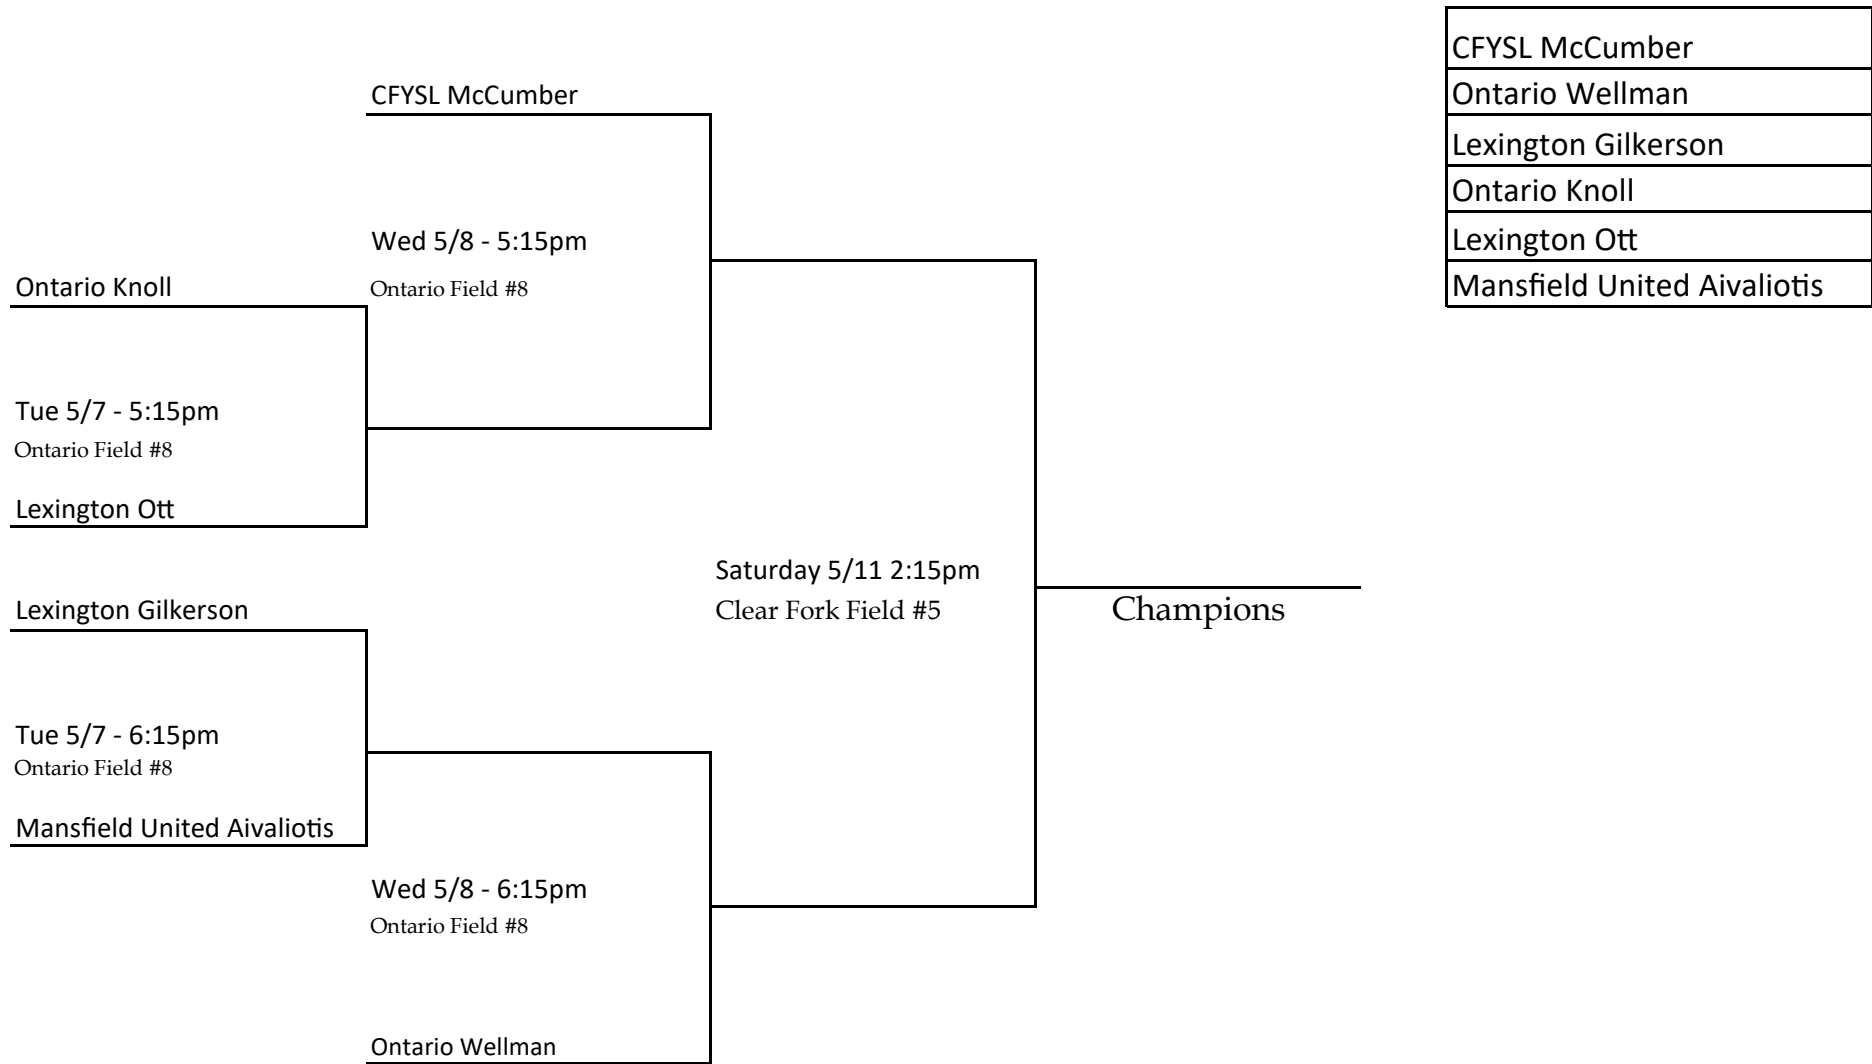 CFYSL McCumber
Ontario Wellman
Lexington Gilkerson
Ontario Knoll
Lexington Ott
Mansfield United Aivaliotis
CFYSL McCumber
Wed 5/8 - 5:15pm
Ontario Field #8
Ontario Knoll
Tue 5/7 - 5:15pm
Ontario Field #8
Lexington Ott
Saturday 5/11 2:15pm
Clear Fork Field #5
Champions
Lexington Gilkerson
Tue 5/7 - 6:15pm
Ontario Field #8
Mansfield United Aivaliotis
Wed 5/8 - 6:15pm
Ontario Field #8
Ontario Wellman